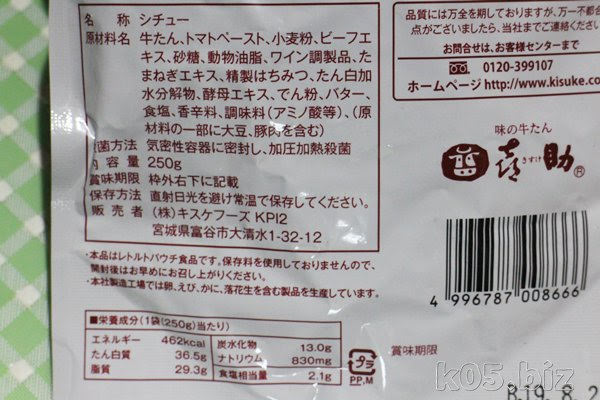 名 称 シチュー
原材料名 牛たん、トマトペースト、小麦粉、ビーフエ
キス、砂糖、動物油脂、ワイン調製品、た
まねぎエキス、精製はちみつ、たん白加
水分解物、酵母エキス、でん粉、バター、
食塩、香辛料、調味料(アミノ酸等)、(原
材料の一部に大豆、豚肉を含む)
殺菌方法 気密性容器に密封し、加圧加熱殺菌
内 容 量 250g
賞味期限 枠外右下に記載
保存方法 直射日光を避け常温で保存してください。
販 売 者 (株)キスケフーズ KPI2
宮城県富谷市大清水1-32-12
・本品はレトルトパウチ食品です。保存料を使用しておりませんので、
開封後はお早めにお召し上がりください。
・本社製造工場では卵、えび、かに、落花生を含む製品を生産しています。
■栄養成分(1袋(250g)当たり)
エネルギー 462kcal 炭水化物 13.0g
たん白質 36.5g ナトリウム 830mg
脂質 29.3g 食塩相当量 2.1g
プラ
PP,M
品質には万全を期しておりますが、万一不都合
点がございましたら、当社までご連絡くださ
お問合せは、お客様センターまで
0120-399107
ホームページ http://www.kisuke.co
味の牛たん
きすけ
喜助®
4 996787 008666
賞味期限
19. 8. 2
k05.biz